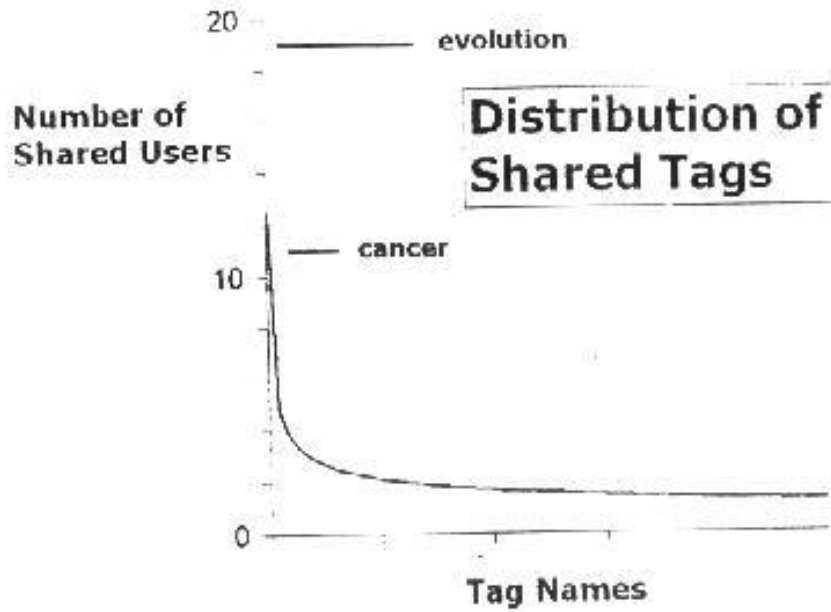 20
evolution
Number of
Shared Users
Distribution of
Shared Tags
cancer
10
0
Tag Names